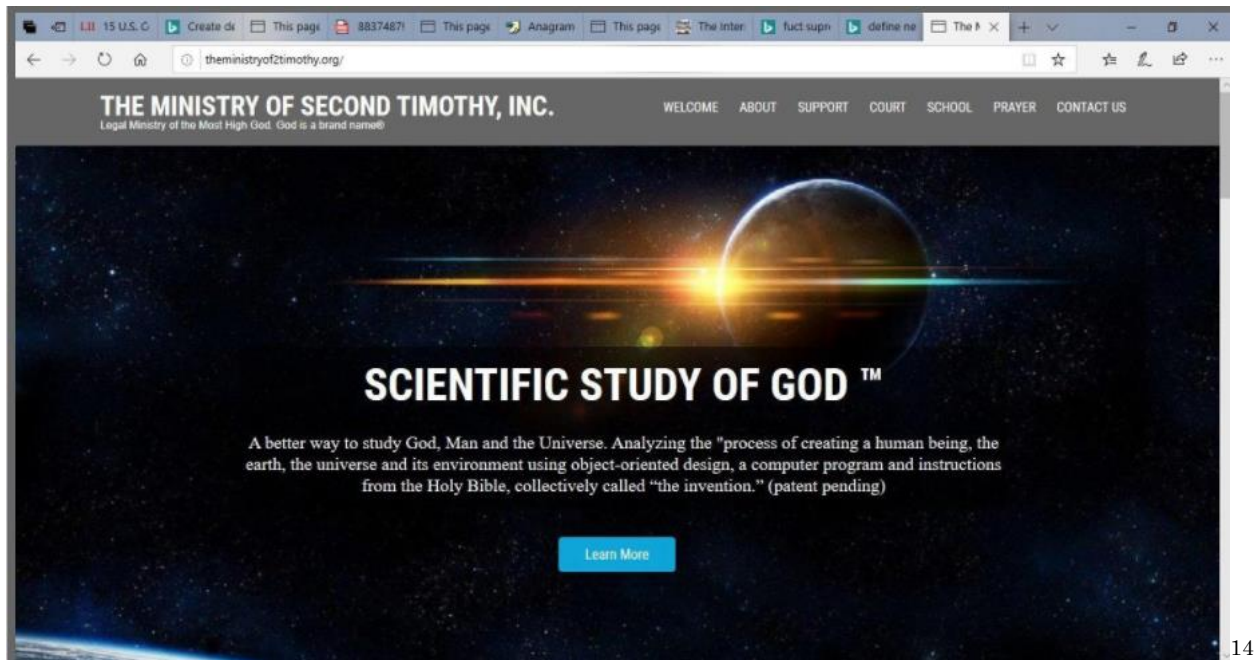 15 U.S. C
Create de
This page
8837487
This page
Anagram
This page
The Inter
fuct supr
define ne
The M
theministryof2timothy.org/
THE MINISTRY OF SECOND TIMOTHY, INC.
Legal Ministry of the Most High God. God is a brand name®
WELCOME ABOUT SUPPORT COURT SCHOOL PRAYER CONTACT US
SCIENTIFIC STUDY OF GOD ™
A better way to study God, Man and the Universe. Analyzing the "process of creating a human being, the
earth, the universe and its environment using object-oriented design, a computer program and instructions
from the Holy Bible, collectively called “the invention.” (patent pending)
Learn More
14